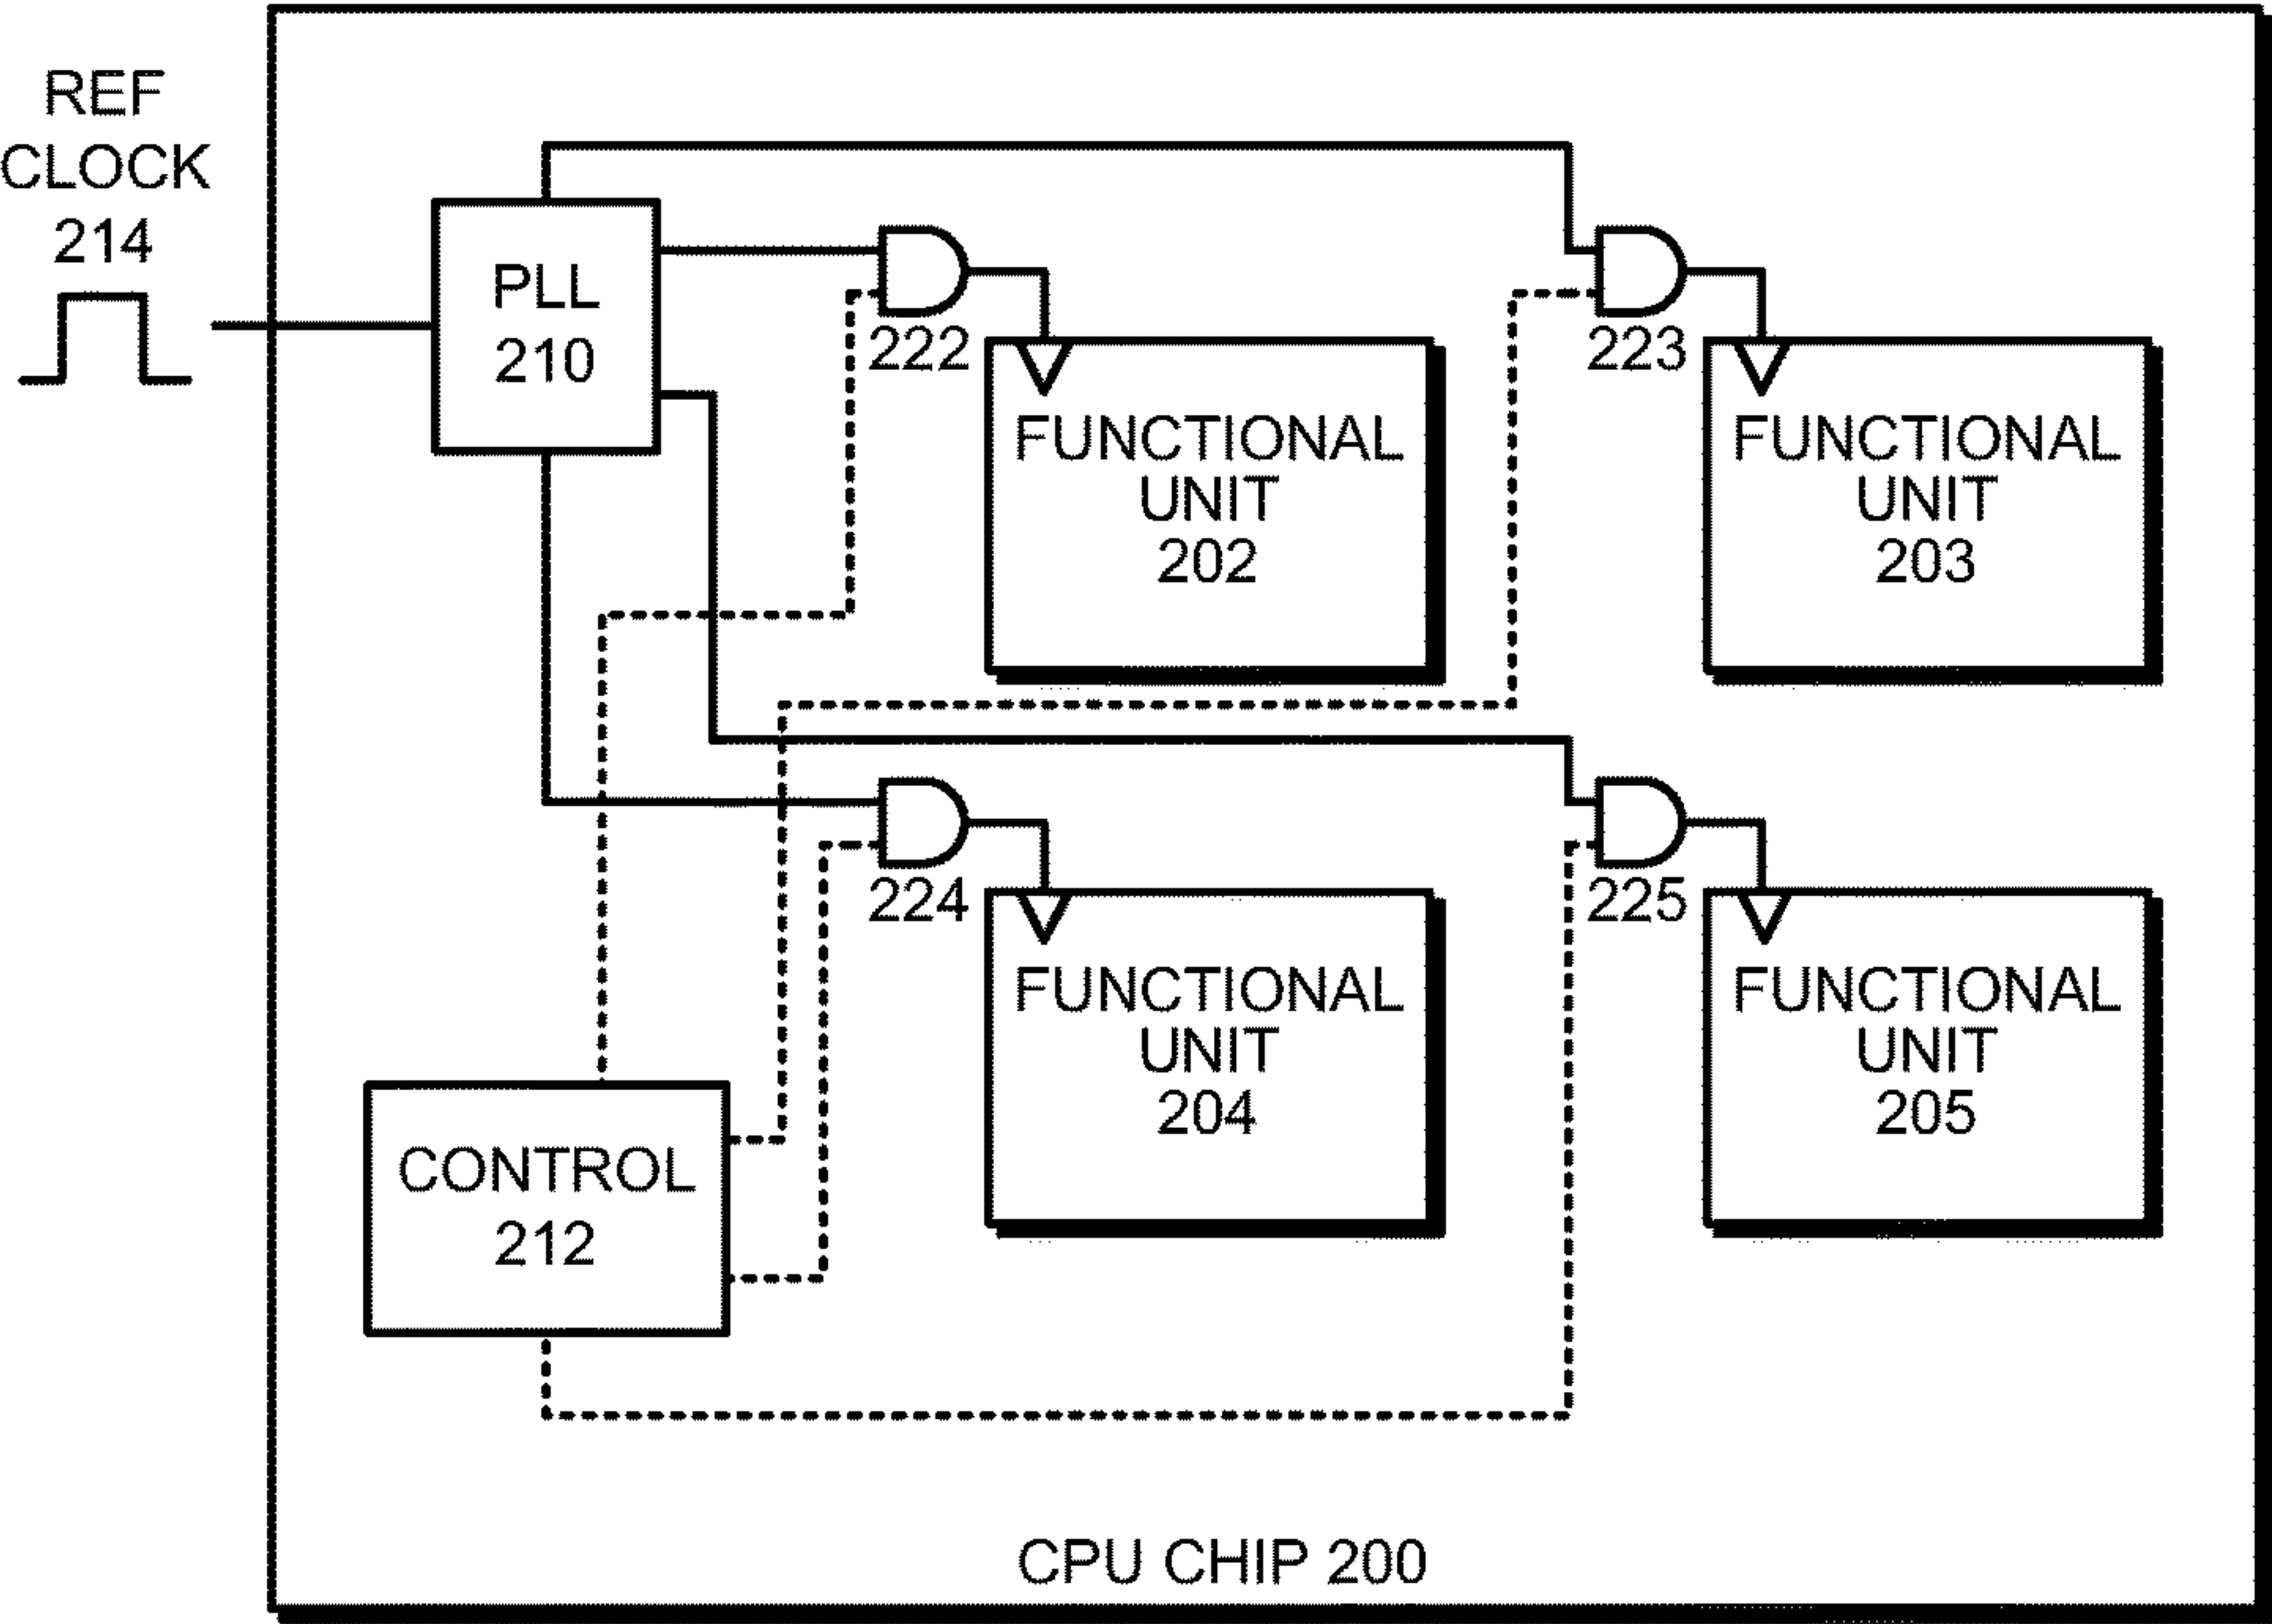 REF
CLOCK
214
PLL
210
222
223
FUNCTIONAL
UNIT
202
FUNCTIONAL
UNIT
203
224
225
FUNCTIONAL
UNIT
204
FUNCTIONAL
UNIT
205
CONTROL
212
CPU CHIP 200